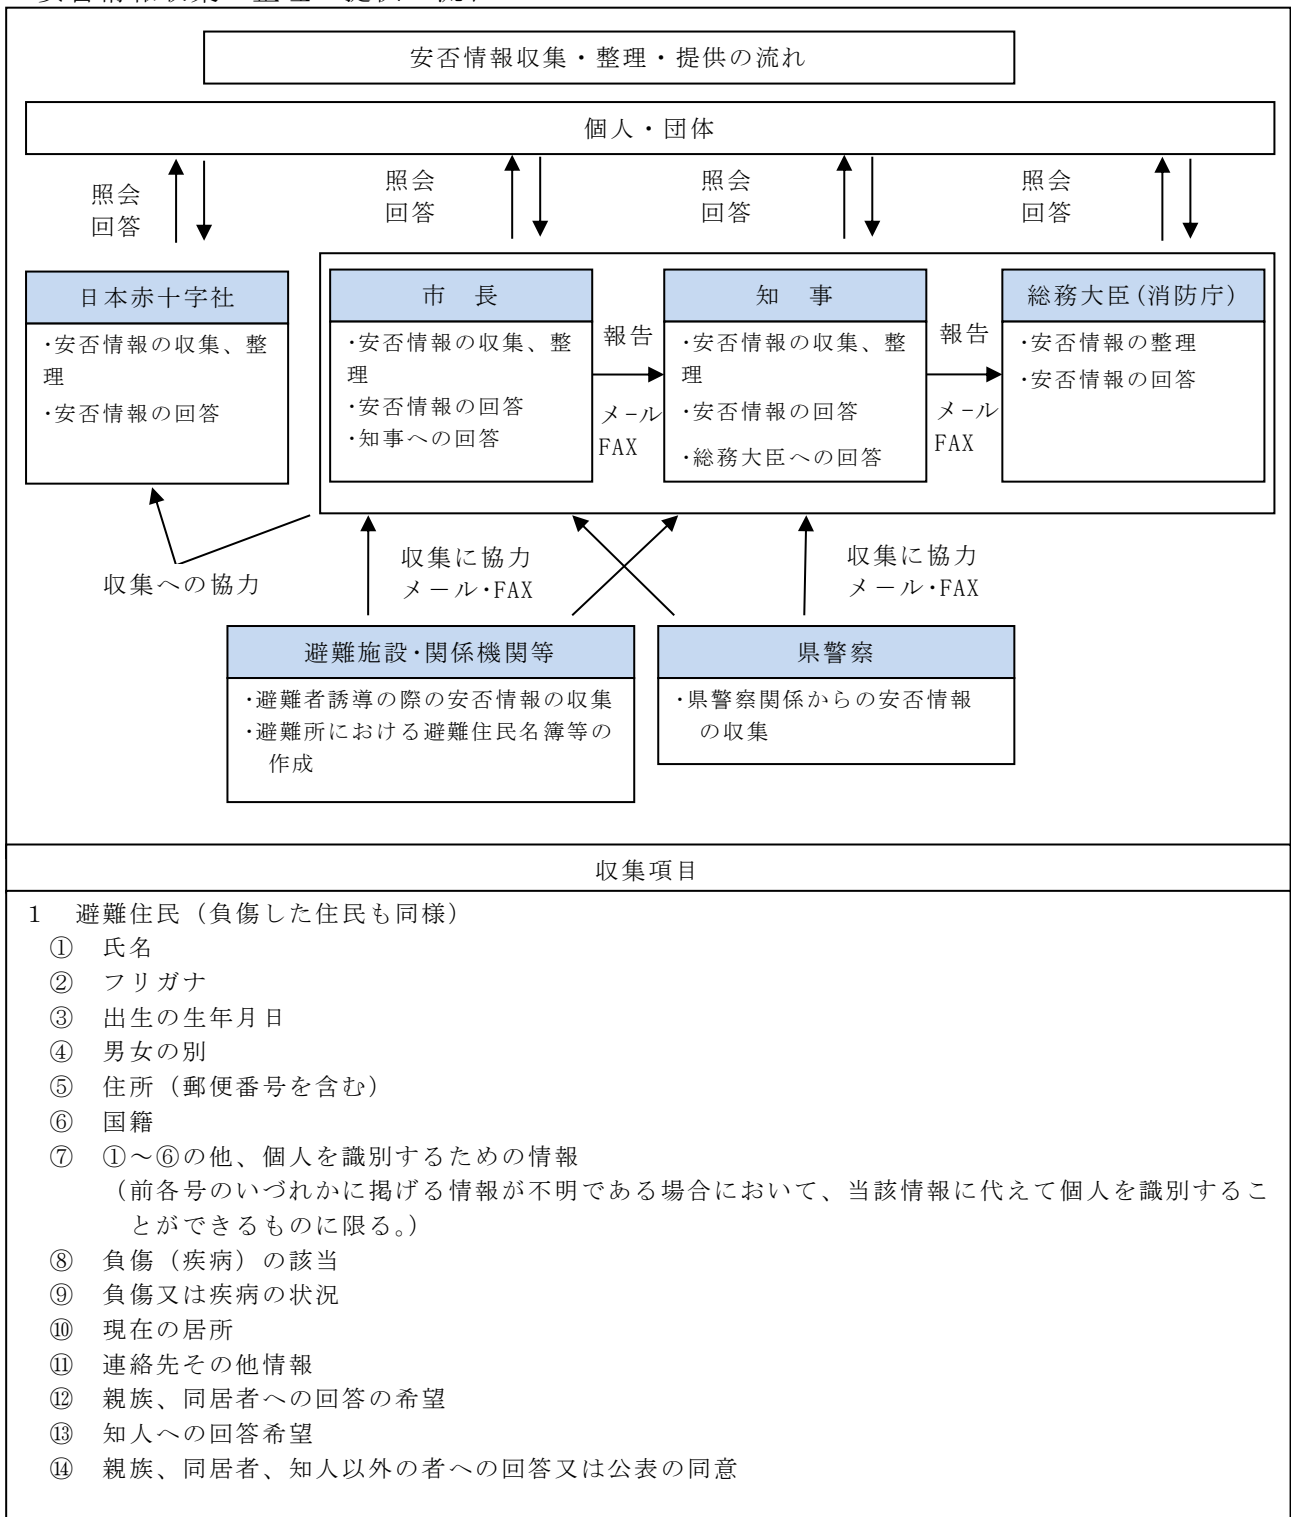 安否情報収集・整理・提供の流れ
個人・団体
照会
回答
照会
回答
照会
回答
照会
回答
日本赤十字社
・安否情報の収集、整
理
・安否情報の回答
市　長
・安否情報の収集、整
理
・安否情報の回答
・知事への回答
報告
メール
FAX
知　事
・安否情報の収集、整
理
・安否情報の回答
・総務大臣への回答
報告
メール
FAX
総務大臣(消防庁)
・安否情報の整理
・安否情報の回答
収集への協力
収集に協力
メール・FAX
収集に協力
メール・FAX
避難施設・関係機関等
・避難者誘導の際の安否情報の収集
・避難所における避難住民名簿等の
作成
県警察
・県警察関係からの安否情報
の収集
収集項目
1　避難住民（負傷した住民も同様）
①　氏名
②　フリガナ
③　出生の生年月日
④　男女の別
⑤　住所（郵便番号を含む）
⑥　国籍
⑦　①～⑥の他、個人を識別するための情報
（前各号のいづれかに掲げる情報が不明である場合において、当該情報に代えて個人を識別するこ
とができるものに限る。）
⑧　負傷（疾病）の該当
⑨　負傷又は疾病の状況
⑩　現在の居所
⑪　連絡先その他情報
⑫　親族、同居者への回答の希望
⑬　知人への回答希望
⑭　親族、同居者、知人以外の者への回答又は公表の同意